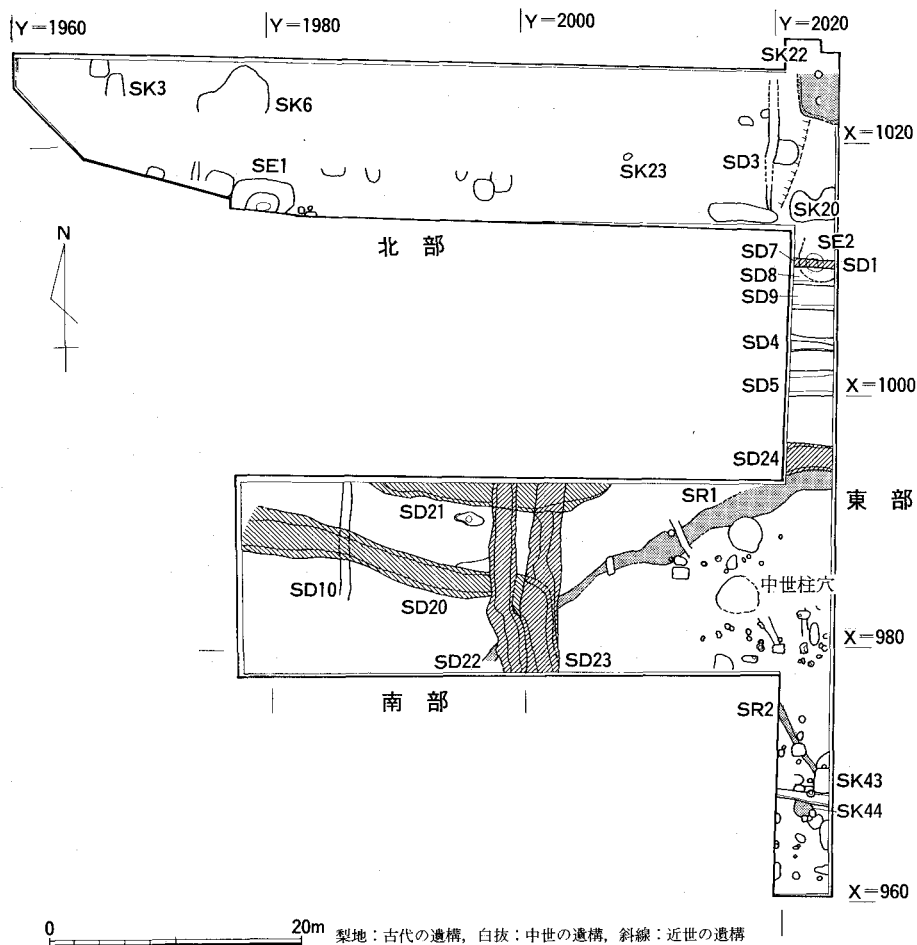 Y=1960
Y=1980
Y=2000
Y=2020
SK22
SK3
SK6
X=1020
SE1
SK23
SD3
SK20
N
北部
SE2
SD7
SD1
SD8
SD9
SD4
SD5
X=1000
SD24
SR1
東部
SD21
中世柱穴
SD10
SD20
X=980
SD22
SD23
南部
SR2
SK43
SK44
X=960
0
20m
梨地:古代の遺構,白抜:中世の遺構,斜線:近世の遺構